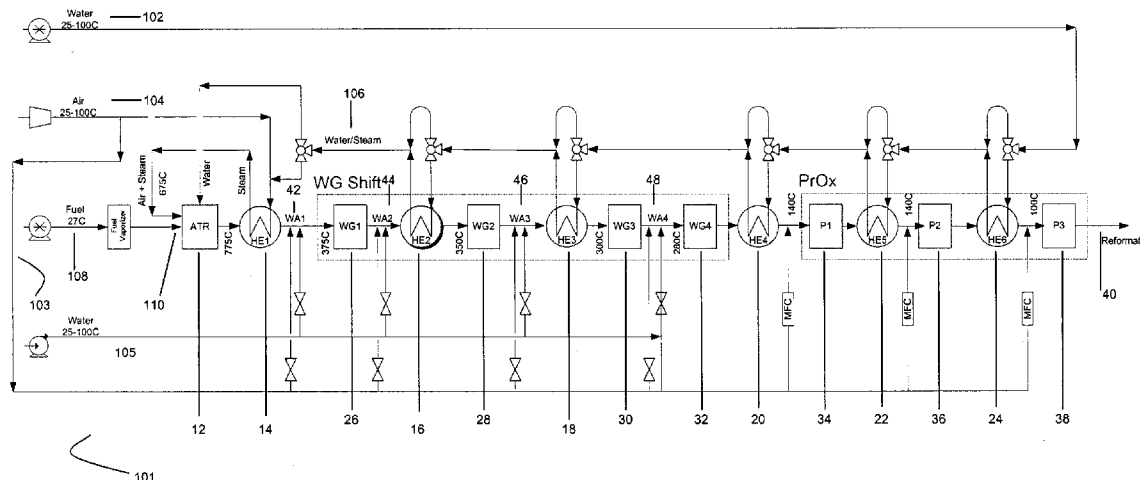 Water
25-100C
102
Air
25-100C
104
106
Water/Steam
Air + Steam
675C
Water
Steam
42
WG Shift
44
46
48
PrOx
Fuel
27C
Fuel
Vaporizer
ATR
775C
HE1
WA1
375C
WG1
WA2
HE2
350C
WG2
WA3
HE3
300C
WG3
WA4
280C
WG4
HE4
140C
P1
HE5
140C
P2
HE6
100C
P3
Reformat
103
108
110
40
MFC
MFC
MFC
Water
25-100C
105
12
14
26
16
28
18
30
32
20
34
22
36
24
38
101